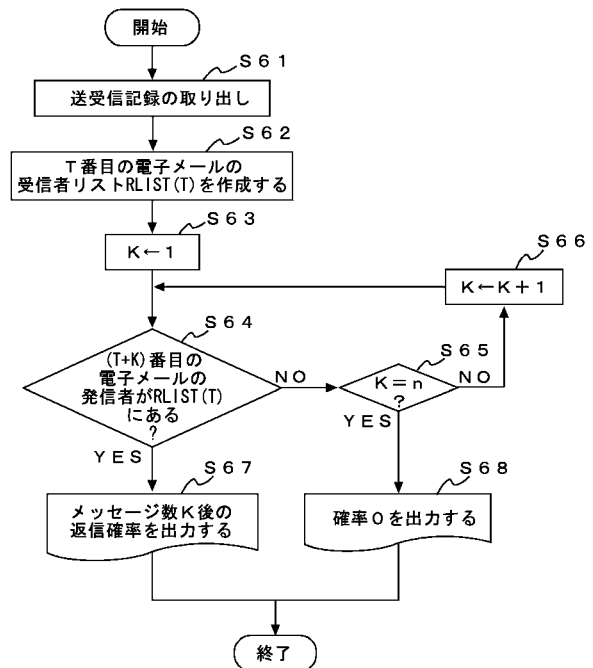 開始
S61
送受信記録の取り出し
S62
T番目の電子メールの
受信者リストRLIST(T)を作成する
S63
K←1
S66
K←K+1
S64
(T+K)番目の
電子メールの
発信者がRLIST(T)
にある
?
NO
S65
K=n
?
NO
YES
YES
S67
メッセージ数K後の
返信確率を出力する
S68
確率0を出力する
終了